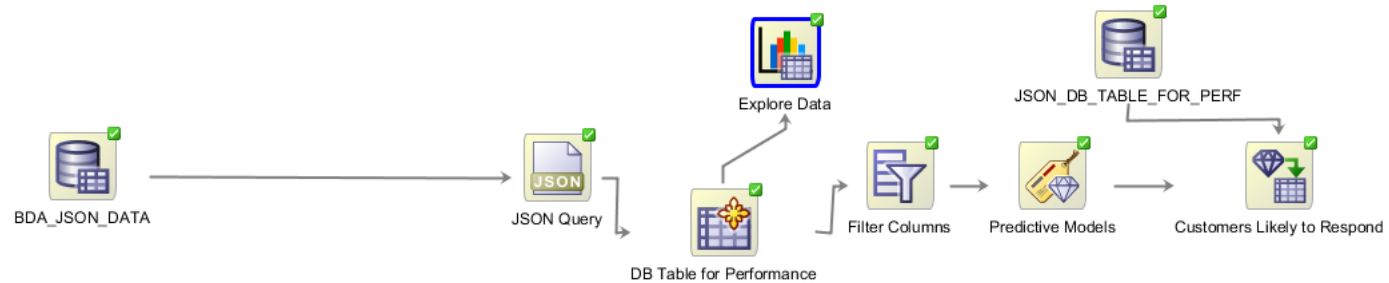 Explore Data
JSON_DB_TABLE_FOR_PERF
BDA_JSON_DATA
JSON
JSON Query
DB Table for Performance
Filter Columns
Predictive Models
Customers Likely to Respond